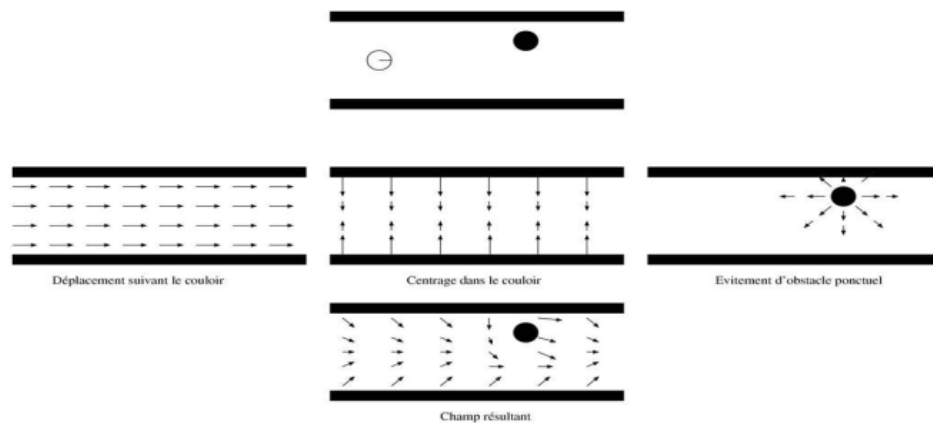 Déplacement suivant le couloir
Centrage dans le couloir
Evitement d'obstacle ponctuel
Champ résultant